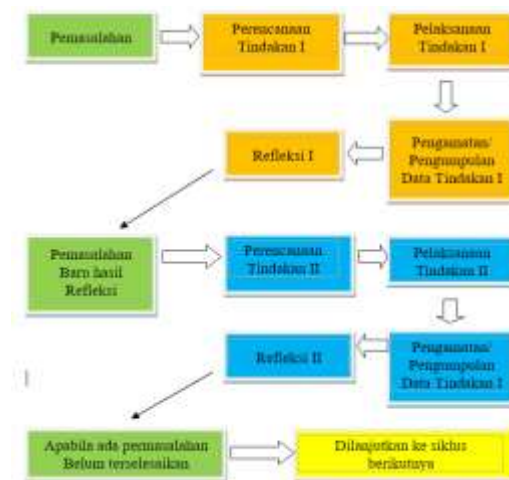 Permasalahan
Perencanaan
Tindakan I
Pelaksanaan
Tindakan I
Refleksi I
Pengamatan/
Pengumpulan
Data Tindakan I
Permasalahan
Baru hasil
Refleksi
Perencanaan
Tindakan II
Pelaksanaan
Tindakan II
Refleksi II
Pengamatan/
Pengumpulan
Data Tindakan I
Apabila ada permasalahan
Belum terselesaikan
Dilanjutkan ke siklus
berikutnya